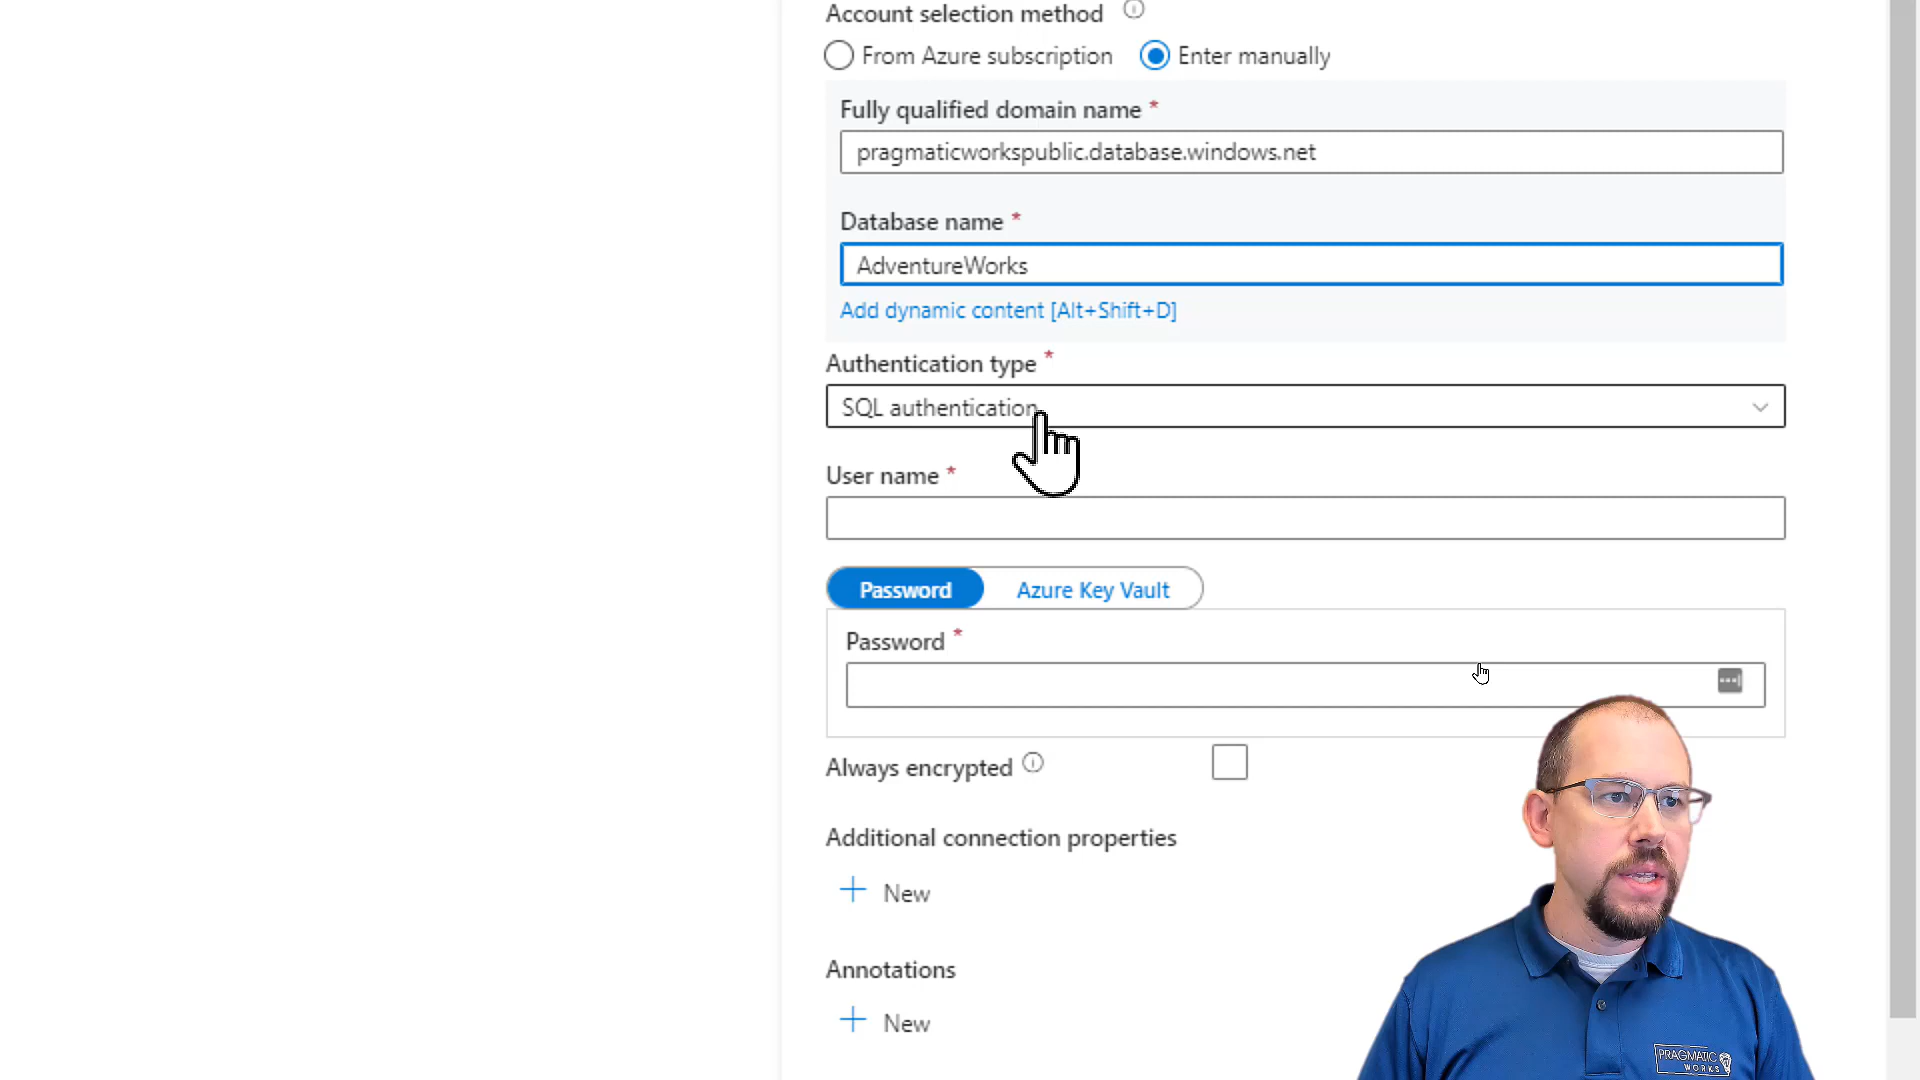 Account selection method
From Azure subscription Enter manually
Fully qualified domain name *
pragmaticworkspublic.database.windows.net
Database name *
AdventureWorks
Add dynamic content [Alt+Shift+D]
Authentication type *
SQL authentication
User name *
Password Azure Key Vault
Password *
Always encrypted
Additional connection properties
+ New
Annotations
+ New
PRAGMATIC
WORKS